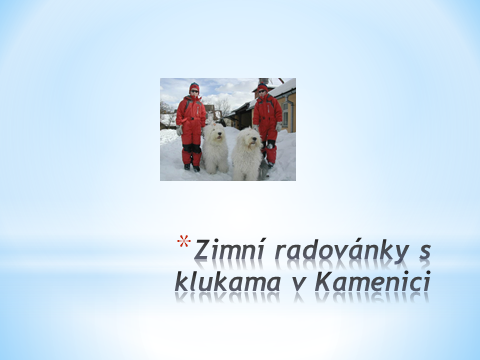 * Zimní radovánky s
klukama v Kamenici